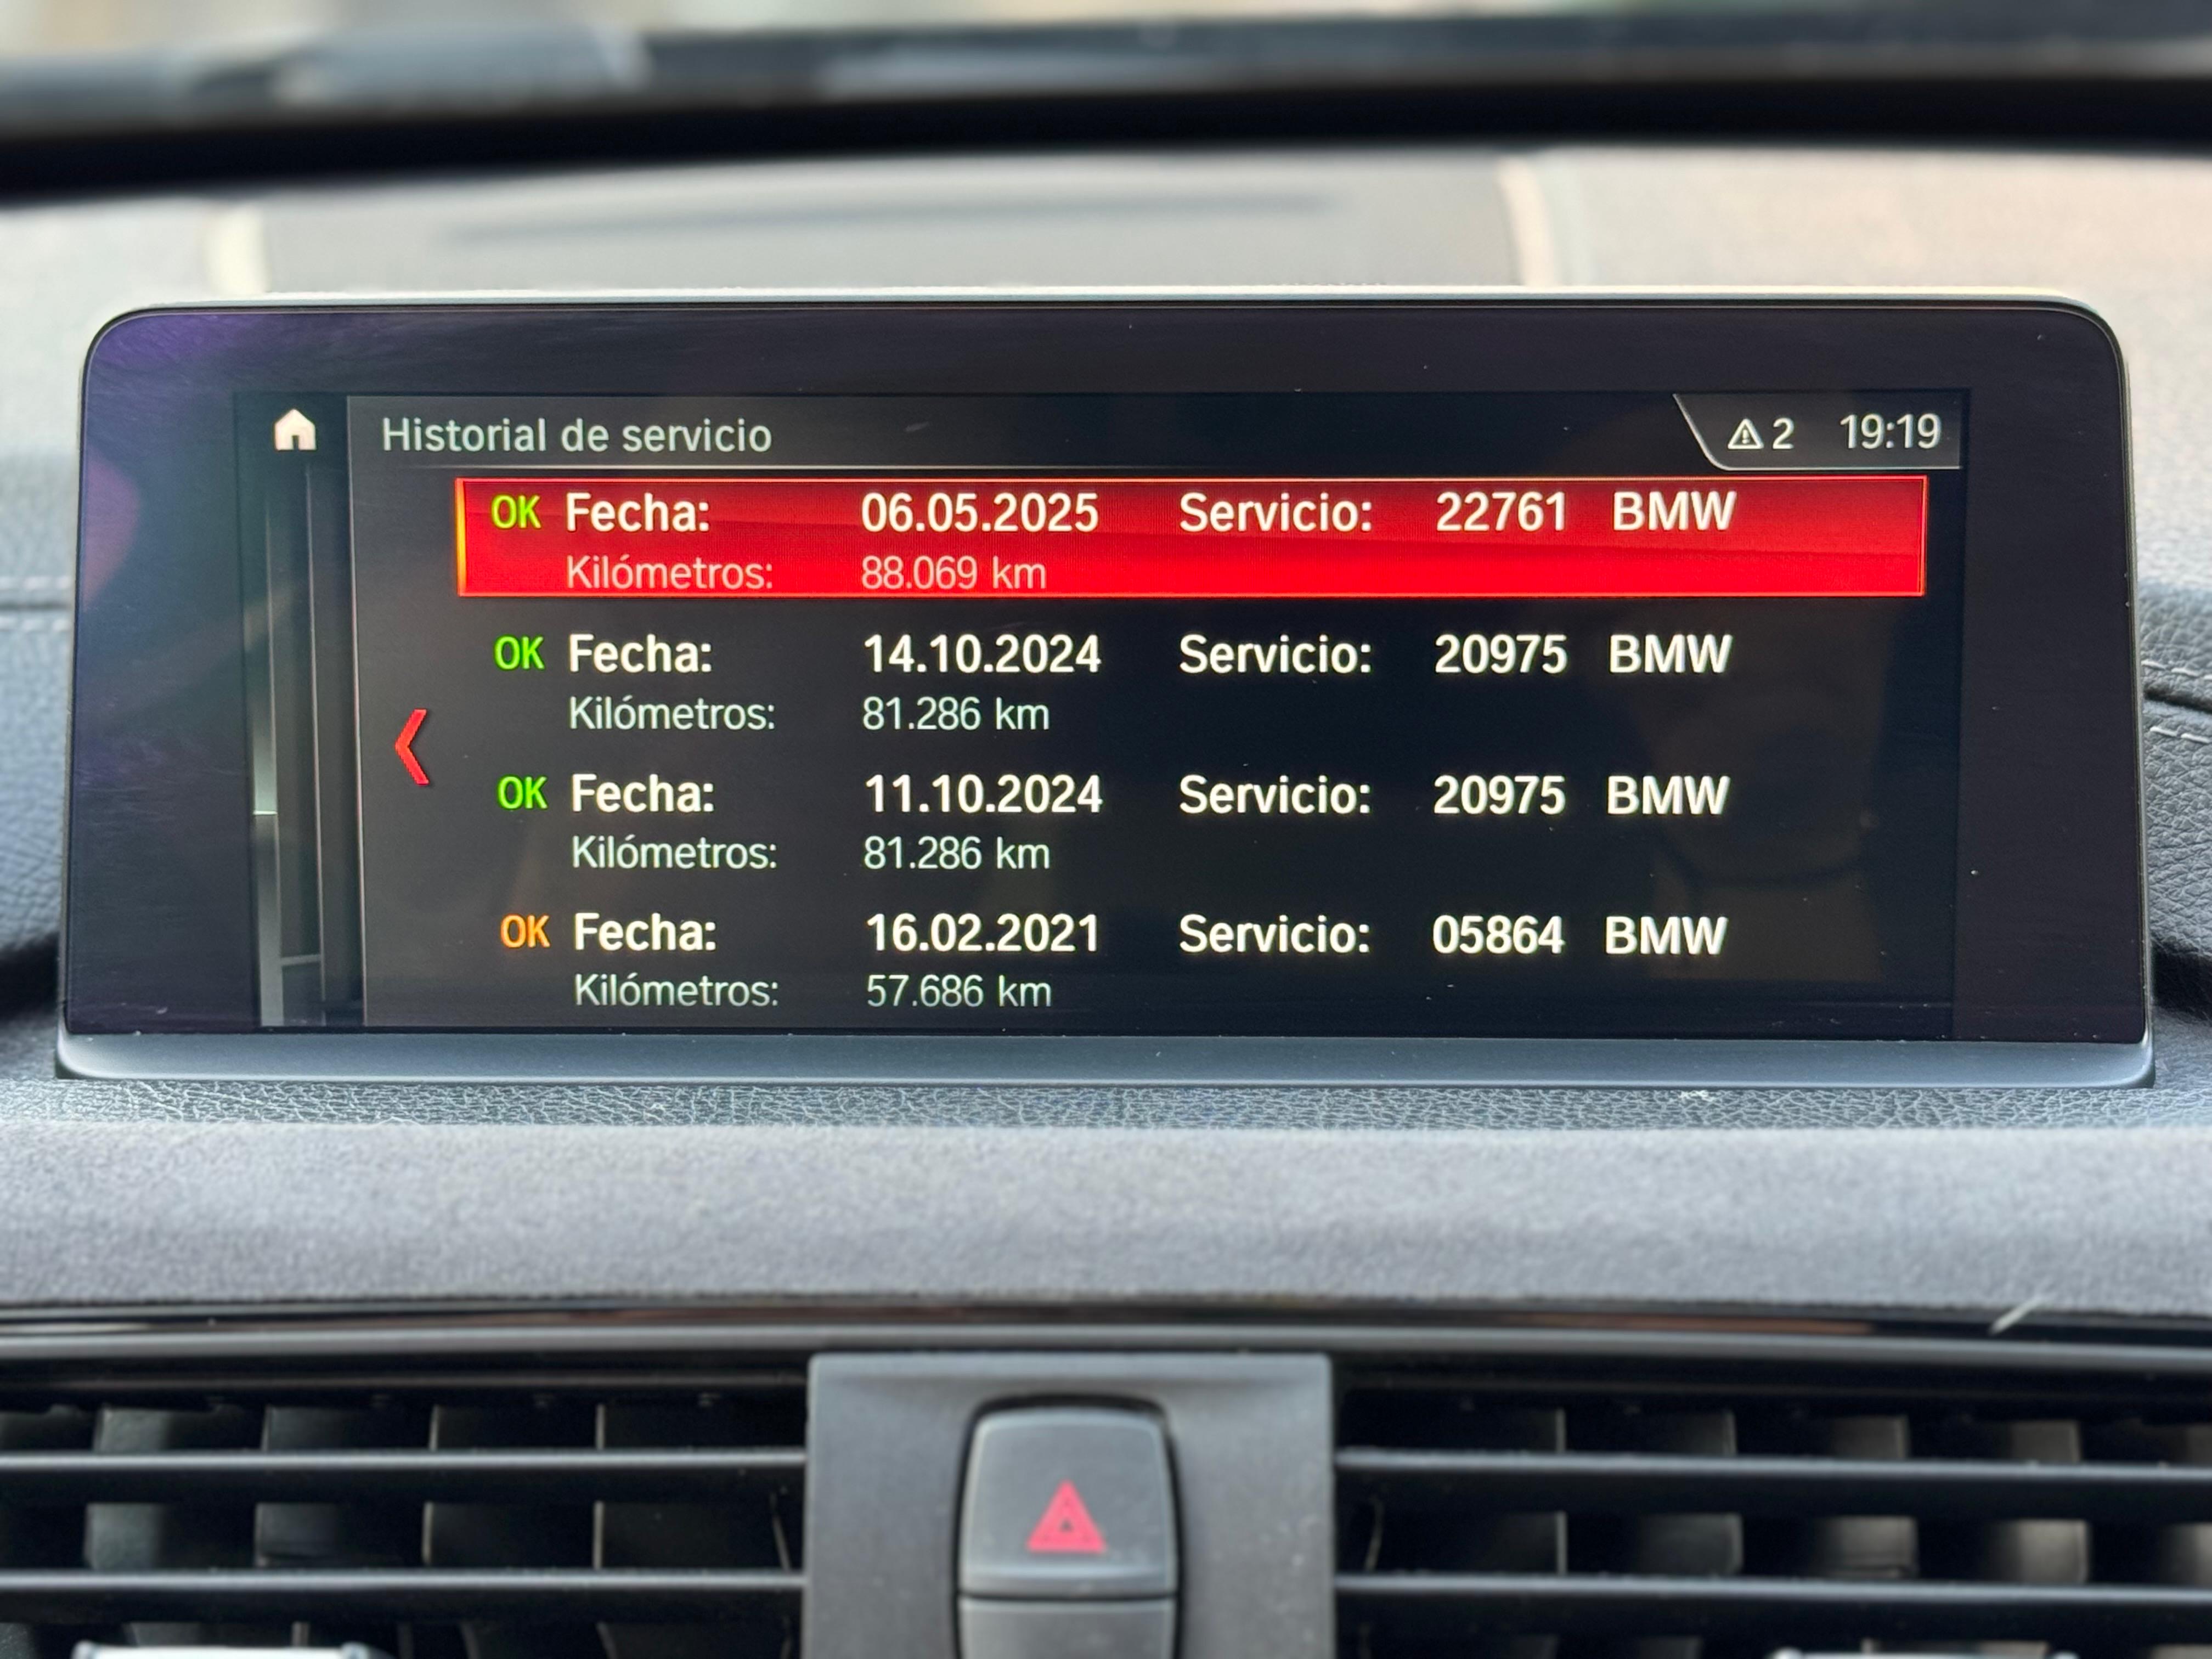 Historial de servicio 2 19:19
OK Fecha: 06.05.2025 Servicio: 22761 BMW
Kilómetros: 88.069 km
OK Fecha: 14.10.2024 Servicio: 20975 BMW
Kilómetros: 81.286 km
OK Fecha: 11.10.2024 Servicio: 20975 BMW
Kilómetros: 81.286 km
OK Fecha: 16.02.2021 Servicio: 05864 BMW
Kilómetros: 57.686 km